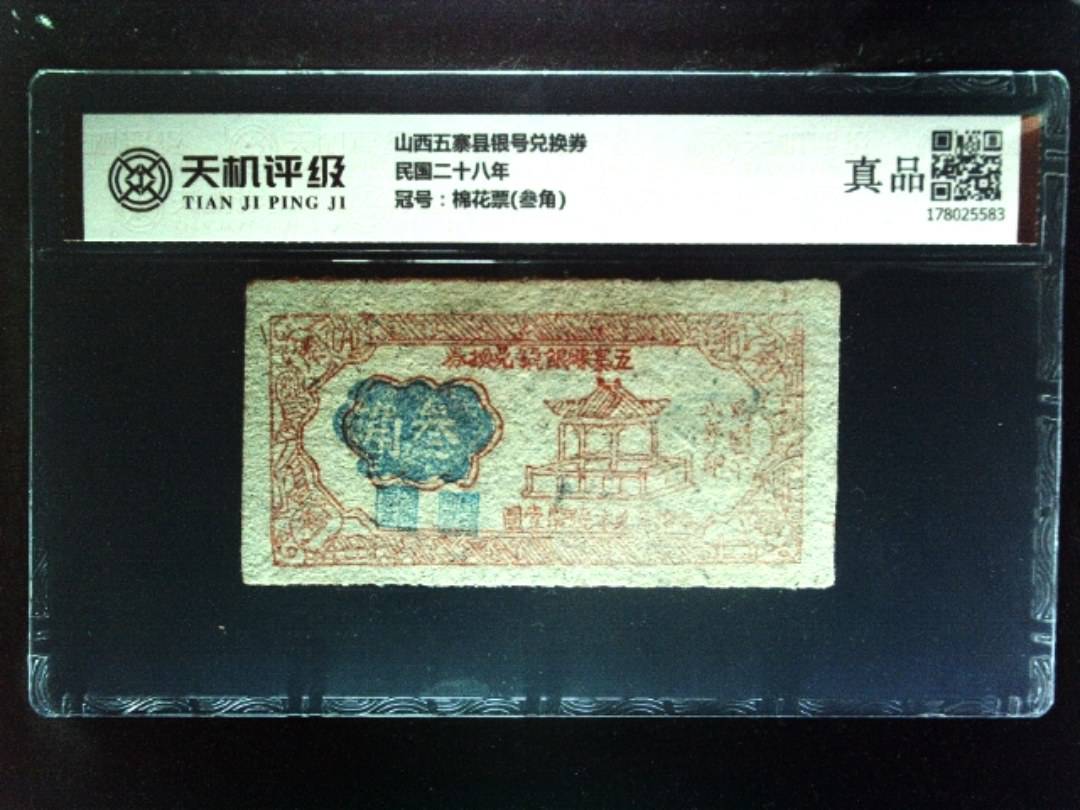 天机评级
TIAN JI PING JI
山西五寨县银号兑换券
民国二十八年
冠号：棉花票(叁角)
真品
178025583
五寨縣銀號兑換券
叁角